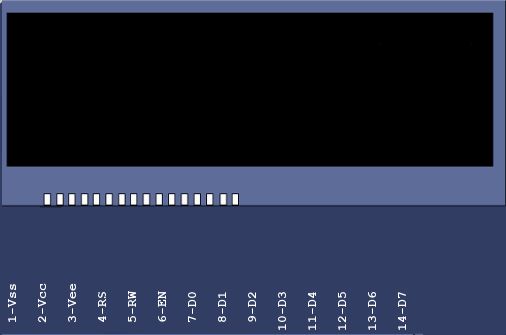 1-Vss
2-Vcc
3-Vee
4-RS
5-RW
6-EN
7-D0
8-D1
9-D2
10-D3
11-D4
12-D5
13-D6
14-D7